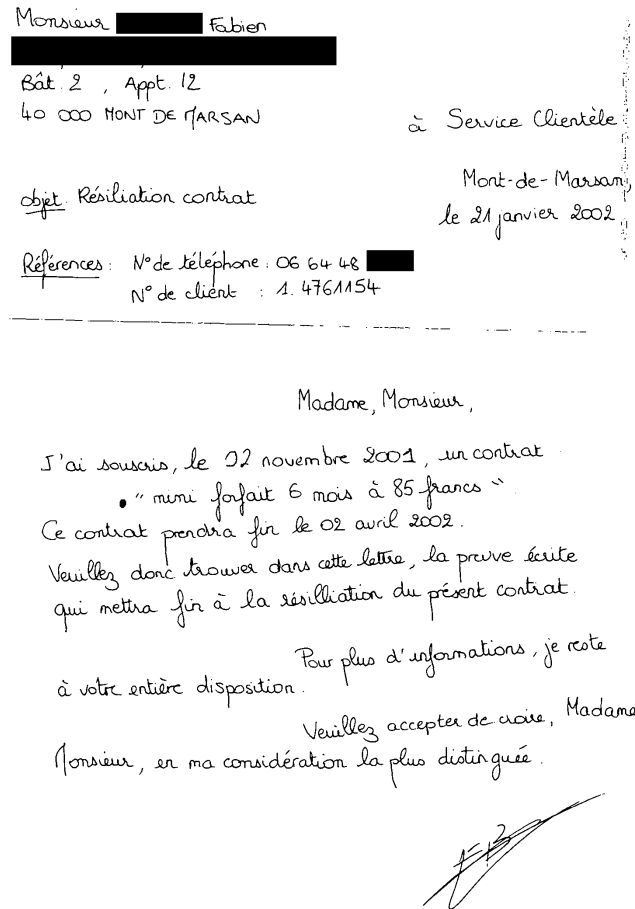 Monsieur Fabien
Bât. 2 , Appt. 12
40 000 MONT DE MARSAN
à Service Clientèle
Mont-de-Marsan,
le 21 janvier 2002
objet. Résiliation contrat
Références : N° de téléphone : 06 64 48
N° de client : 1. 4761154
Madame, Monsieur,
J'ai souscris, le 02 novembre 2001, un contrat
• " mini forfait 6 mois à 85 francs "
Ce contrat prendra fin le 02 avril 2002.
Veuillez donc trouver dans cette lettre, la preuve écrite
qui mettra fin à la résilliation du présent contrat.
Pour plus d'informations, je reste
à votre entière disposition.
Veuillez accepter de croire, Madame
Monsieur, en ma considération la plus distinguée.